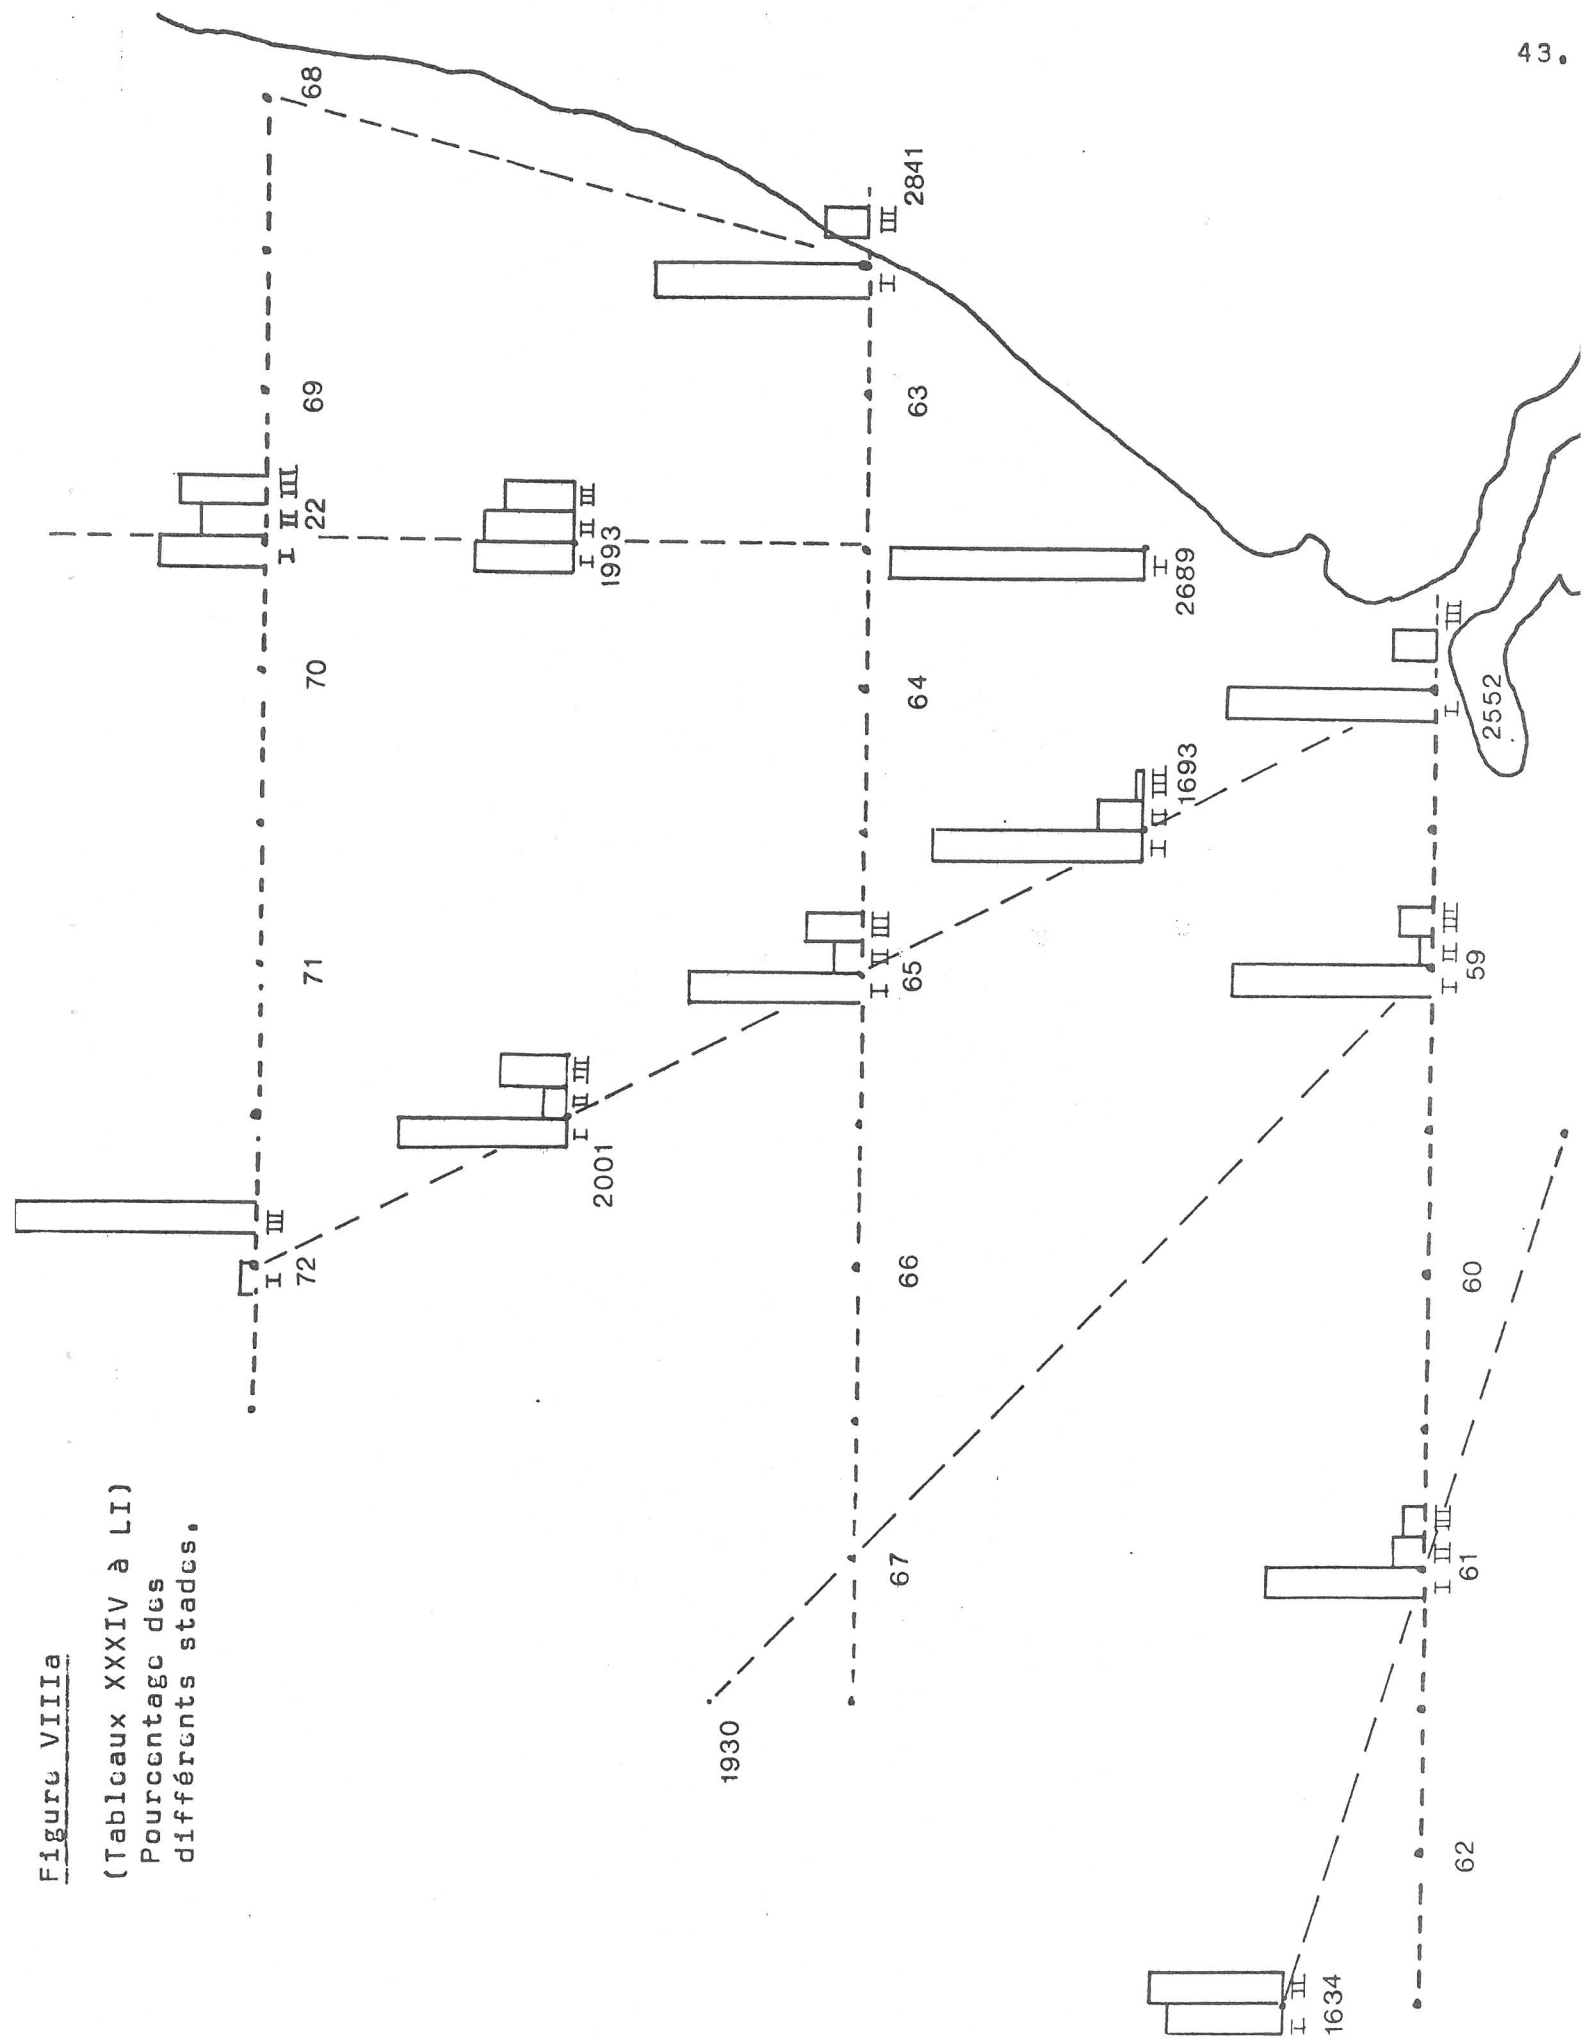 43.
Figure VIIIa
(Tableaux XXXIV à LI)
Pourcentage des
différents stades.
68
I III
2841
69
I II III
22
I II III
1993
63
I
2689
70
64
I III
2552
I II III
1693
71
I II III
65
I II III
59
I II III
2001
I III
72
66
60
67
I II III
61
1930
62
I II
1634